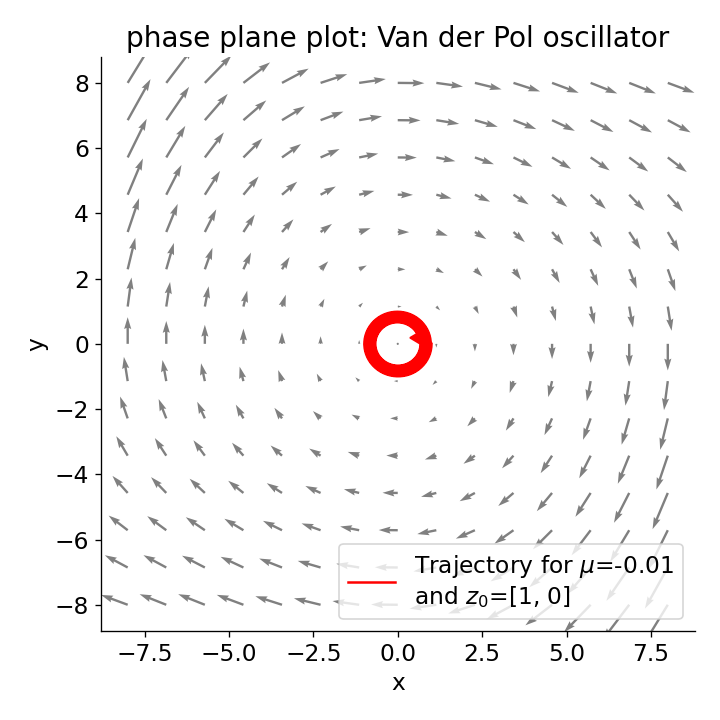 phase plane plot: Van der Pol oscillator
y
8
6
4
2
0
−2
−4
−6
−8
Trajectory for μ=-0.01
and z₀=[1, 0]
−7.5 −5.0 −2.5 0.0 2.5 5.0 7.5
x